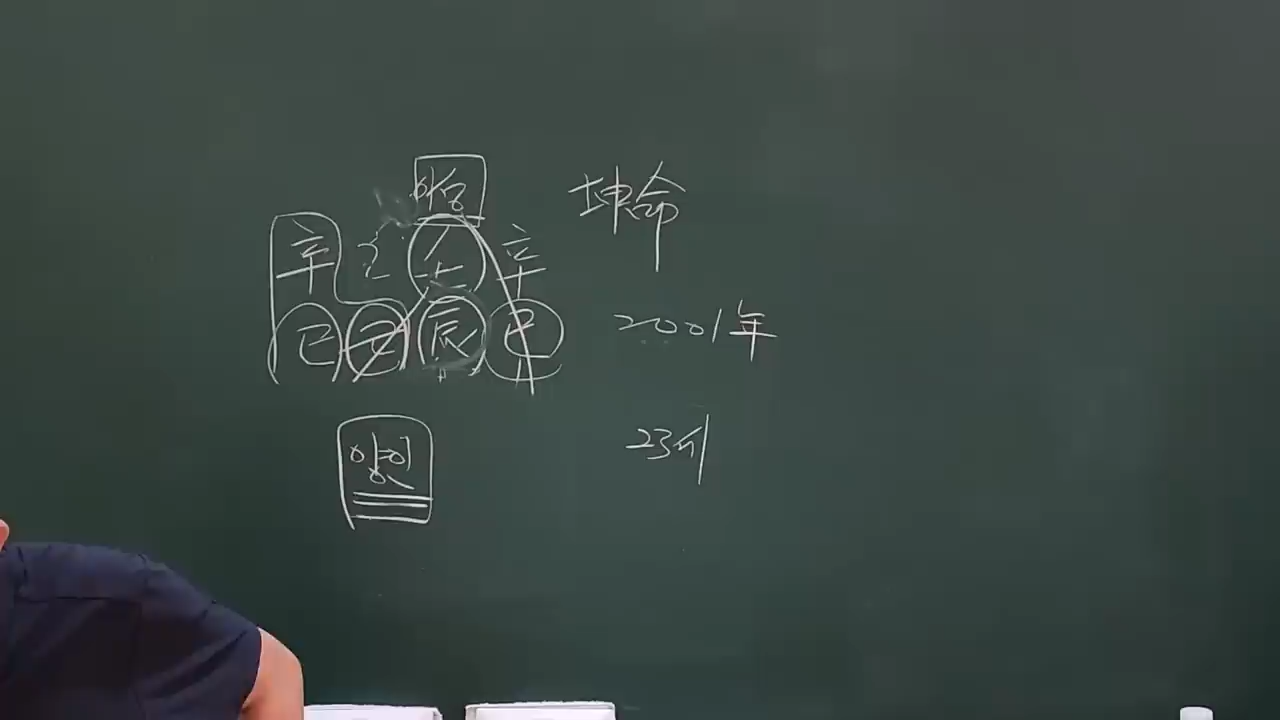 坤命
辛 乙 壬 辛
巳 亥 辰 巳 2001年
양인 23세